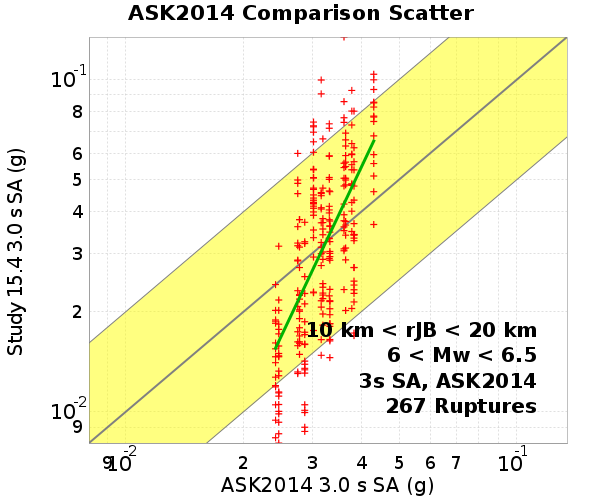 ASK2014 Comparison Scatter
Study 15.4 3.0 s SA (g)
10⁻¹
8
6
5
4
3
2
10⁻²
9
10 km < rJB < 20 km
6 < Mw < 6.5
3s SA, ASK2014
267 Ruptures
9 10⁻² 2 3 4 5 6 7 10⁻¹
ASK2014 3.0 s SA (g)